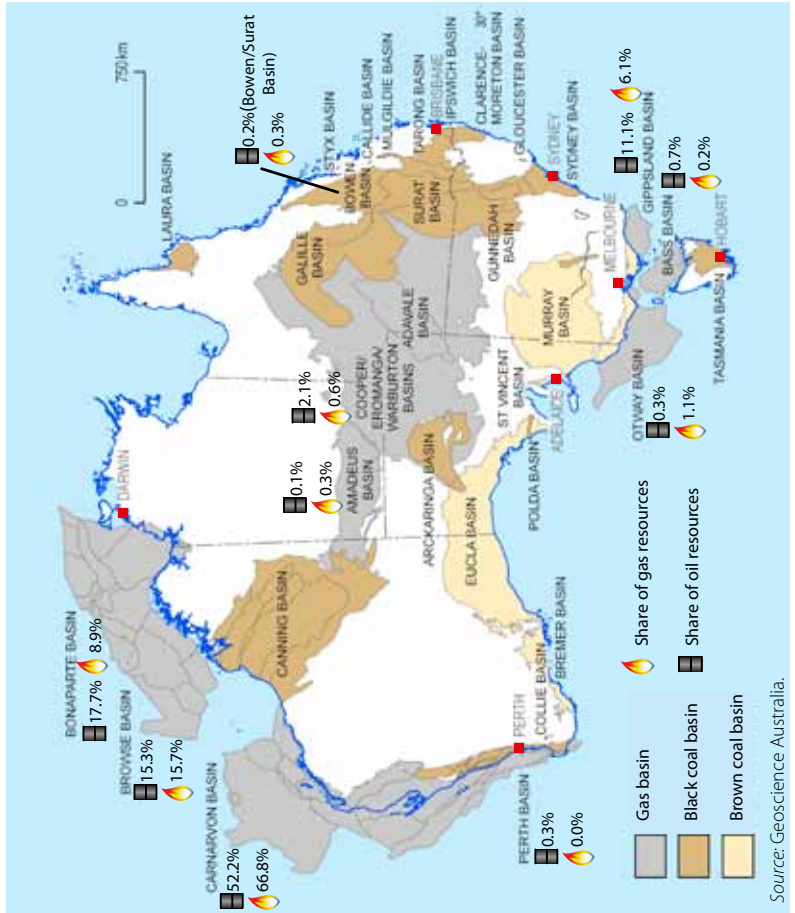 0 750 km
LAURA BASIN
0.2%(Bowen/Surat
Basin)
0.3%
STYX BASIN
BOWEN
BASIN
CALLIDE BASIN
MULGILDIE BASIN
TARONG BASIN
BRISBANE
IPSWICH BASIN
CLARENCE-
MORETON BASIN
30°
GLOUCESTER BASIN
SYDNEY
SYDNEY BASIN
GALILLE
BASIN
SURAT
BASIN
GUNNEDAH
BASIN
ADAVALE
BASIN
COOPER/
EROMANGA/
WARBURTON
BASINS
2.1%
0.6%
AMADEUS
BASIN
0.1%
0.3%
DARWIN
BONAPARTE BASIN
17.7% 8.9%
BROWSE BASIN
15.3%
15.7%
CARNARVON BASIN
52.2%
66.8%
CANNING BASIN
ARCKARINGA BASIN
EUCLA BASIN
POLDA BASIN
ST VINCENT
BASIN
ADELAIDE
MURRAY
BASIN
MELBOURNE
11.1% 6.1%
GIPPSLAND BASIN
0.7%
0.2%
BASS BASIN
HOBART
TASMANIA BASIN
OTWAY BASIN
0.3%
1.1%
PERTH
COLLIE BASIN
BREMER BASIN
PERTH BASIN
0.3%
0.0%
Gas basin
Black coal basin
Brown coal basin
Share of gas resources
Share of oil resources
Source: Geoscience Australia.